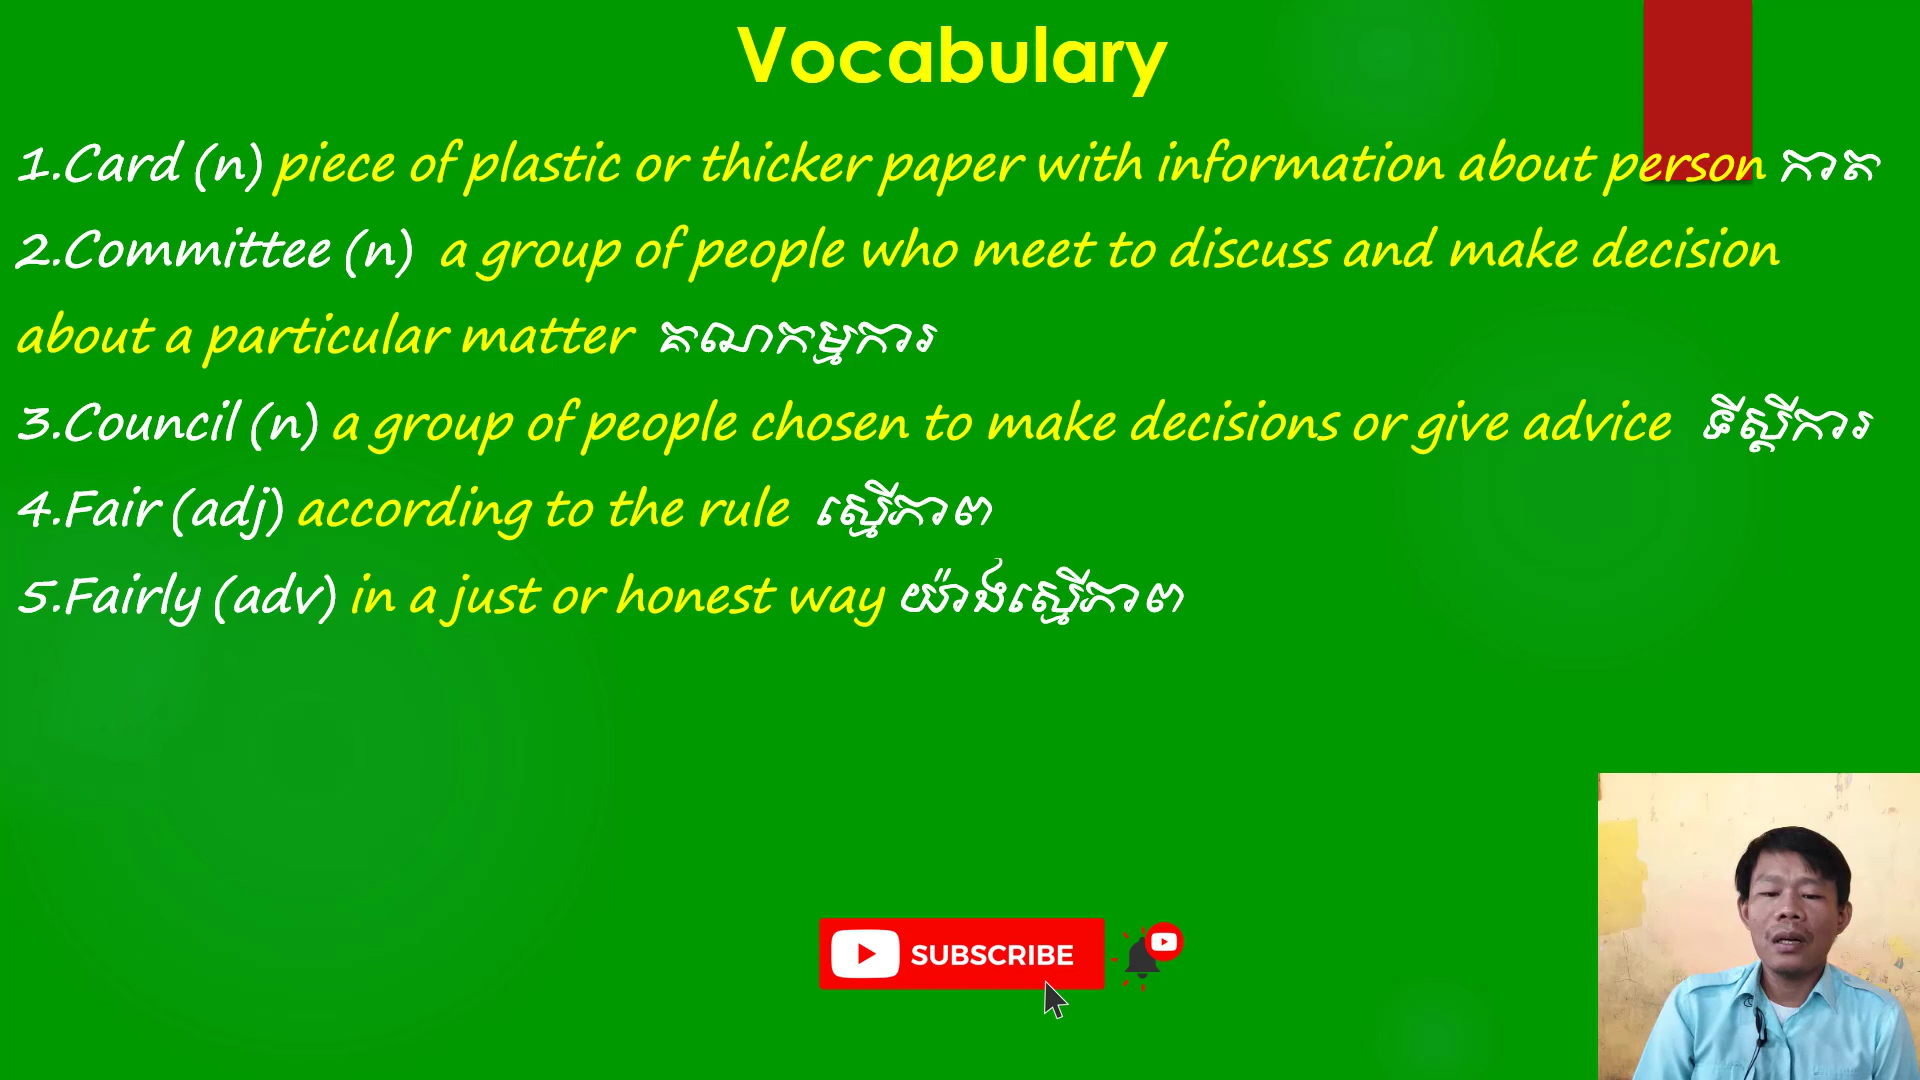 Vocabulary
1.Card (n) piece of plastic or thicker paper with information about person កាត
2.Committee (n) a group of people who meet to discuss and make decision
about a particular matter គណកម្មការ
3.Council (n) a group of people chosen to make decisions or give advice ទីស្តីការ
4.Fair (adj) according to the rule ស្មើភាព
5.Fairly (adv) in a just or honest way យ៉ាងស្មើភាព
SUBSCRIBE